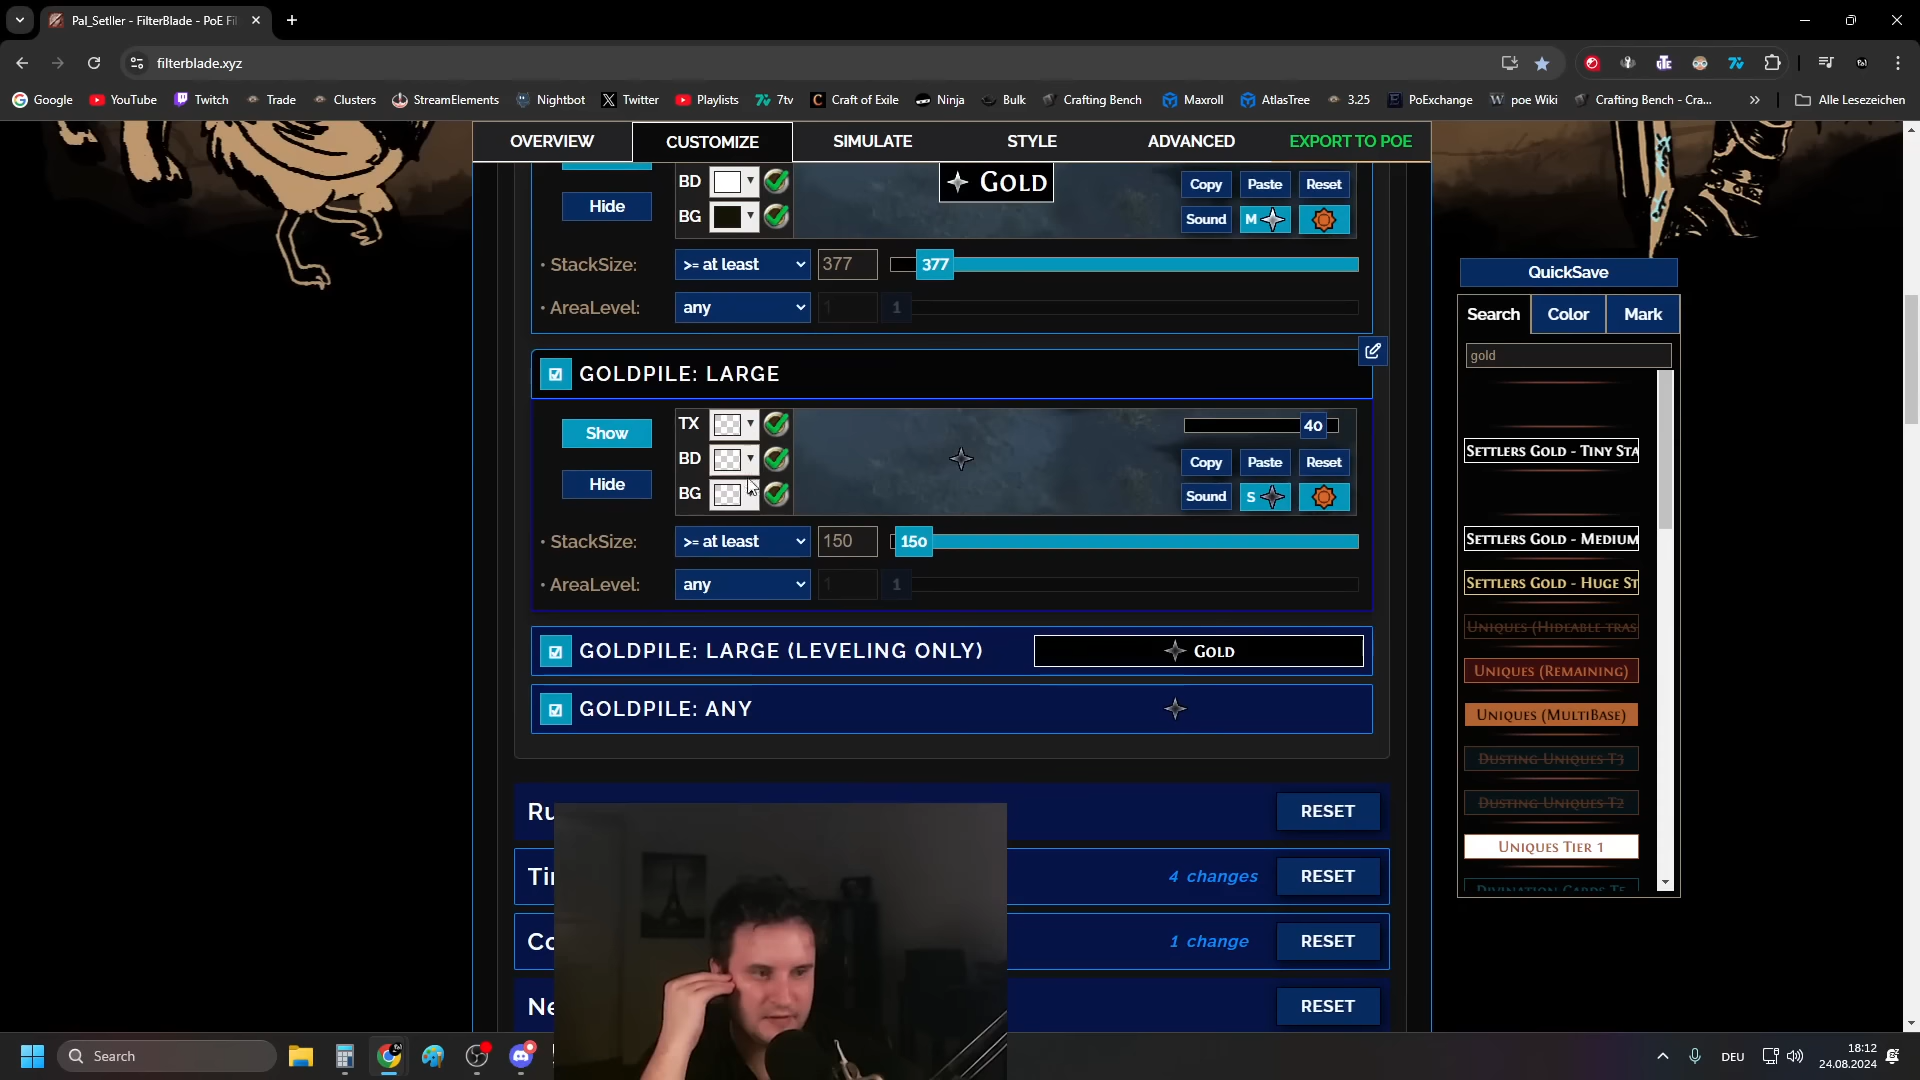 Pal_Setller - FilterBlade - PoE Fil
filterblade.xyz
Google YouTube Twitch Trade Clusters StreamElements Nightbot Twitter Playlists 7tv Craft of Exile Ninja Bulk Crafting Bench Maxroll AtlasTree 3.25 PoExchange poe Wiki Crafting Bench - Cra... » Alle Lesezeichen
OVERVIEW CUSTOMIZE SIMULATE STYLE ADVANCED EXPORT TO POE
BD Gold Copy Paste Reset
Hide BG Sound M
• StackSize: >= at least 377 377
• AreaLevel: any 1 1
GOLDPILE: LARGE
TX 40
Show
BD Copy Paste Reset
Hide BG Sound S
• StackSize: >= at least 150 150
• AreaLevel: any 1 1
GOLDPILE: LARGE (LEVELING ONLY) Gold
GOLDPILE: ANY
Ru RESET
4 changes RESET
Co 1 change RESET
Ne RESET
QuickSave
Search Color Mark
gold
Settlers Gold - Tiny Sta
Settlers Gold - Medium
Settlers Gold - Huge St
Uniques (Hideable tras
Uniques (Remaining)
Uniques (MultiBase)
Dusting Uniques T3
Dusting Uniques T2
Uniques Tier 1
Search
DEU
18:12
24.08.2024